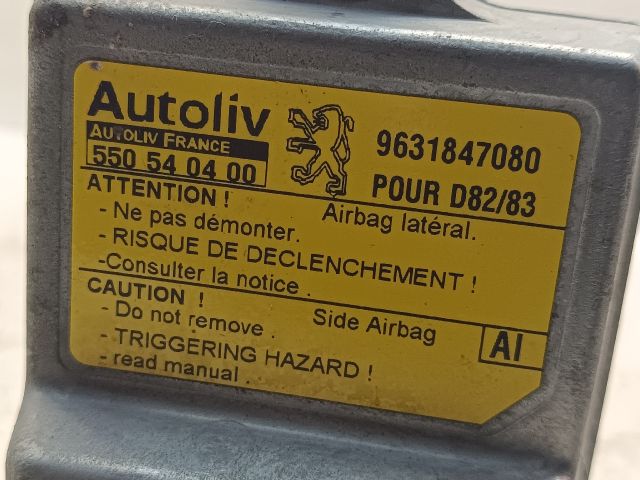 Autoliv
AUTOLIV FRANCE
550 54 04 00
9631847080
POUR D82/83
ATTENTION !
Airbag latéral.
- Ne pas démonter.
- RISQUE DE DECLENCHEMENT !
-Consulter la notice .
CAUTION !
Side Airbag
- Do not remove .
- TRIGGERING HAZARD !
- read manual .
AI